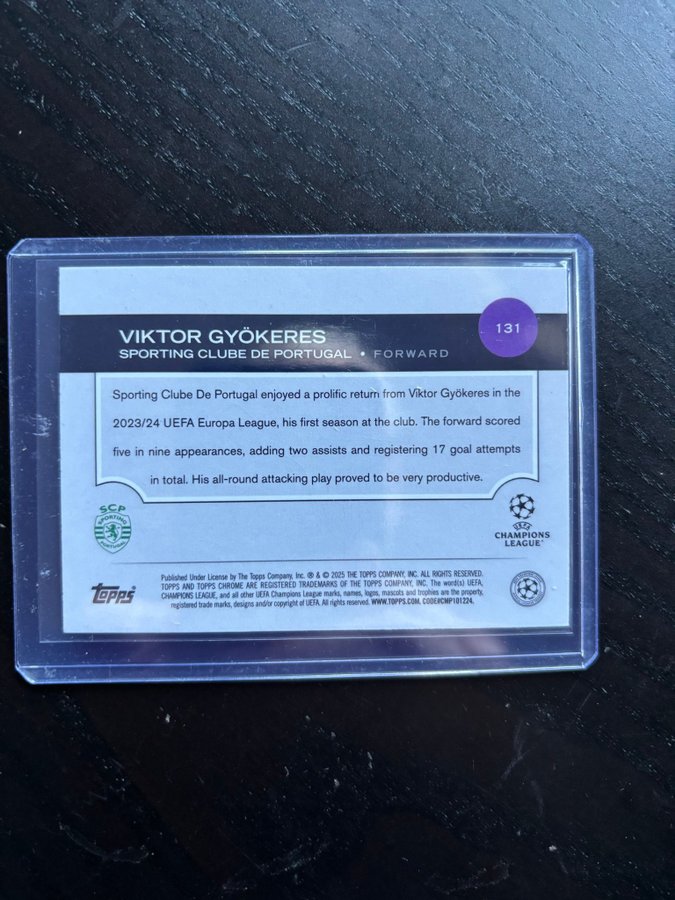 131
VIKTOR GYÖKERES
SPORTING CLUBE DE PORTUGAL • FORWARD
Sporting Clube De Portugal enjoyed a prolific return from Viktor Gyökeres in the
2023/24 UEFA Europa League, his first season at the club. The forward scored
five in nine appearances, adding two assists and registering 17 goal attempts
in total. His all-round attacking play proved to be very productive.
SCP
SPORTING
PORTUGAL
UEFA
CHAMPIONS
LEAGUE
Topps
Published Under License by The Topps Company, Inc. ® & © 2025 THE TOPPS COMPANY, INC. ALL RIGHTS RESERVED.
TOPPS AND TOPPS CHROME ARE REGISTERED TRADEMARKS OF THE TOPPS COMPANY, INC. The word(s) UEFA,
CHAMPIONS LEAGUE, and all other UEFA Champions League marks, names, logos, mascots and trophies are the property,
registered trade marks, designs and/or copyright of UEFA. All rights reserved. WWW.TOPPS.COM. CODE#CMP101224.